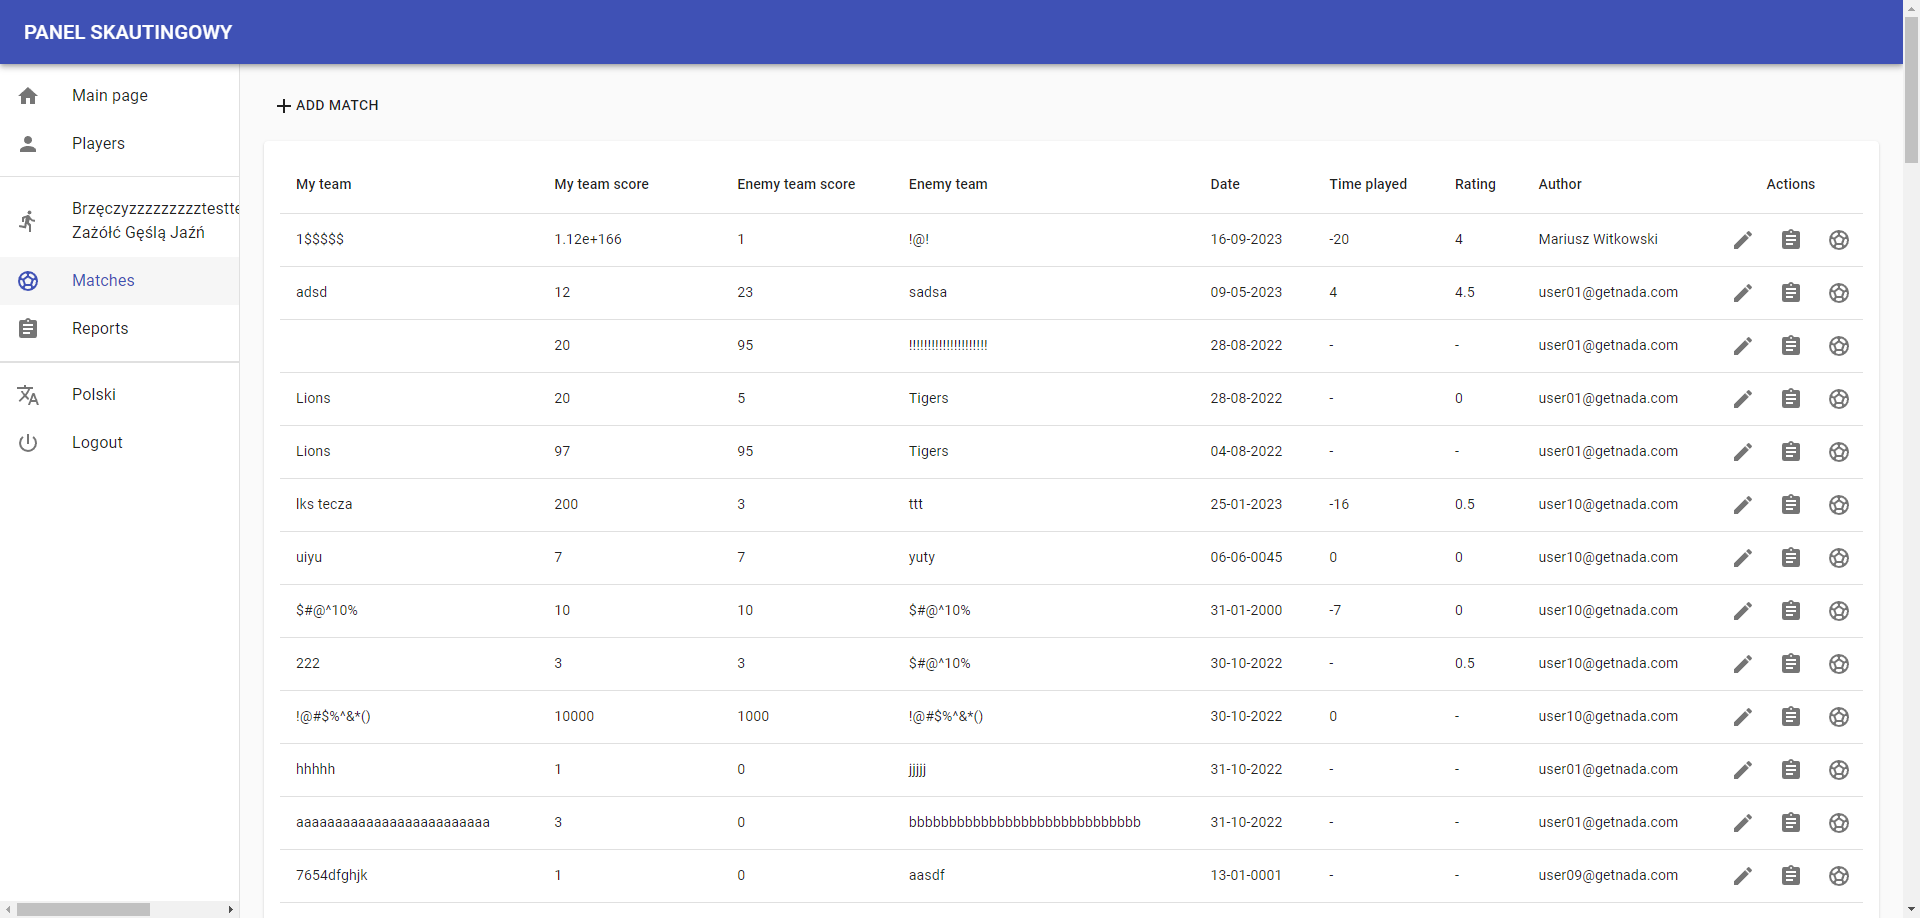 PANEL SKAUTINGOWY
Main page
Players
Brzęczyzzzzzzzzztestte
Zażółć Gęślą Jaźń
Matches
Reports
Polski
Logout
ADD MATCH
My team My team score Enemy team score Enemy team Date Time played Rating Author Actions
1$$$$$ 1.12e+166 1 !@! 16-09-2023 -20 4 Mariusz Witkowski
adsd 12 23 sadsa 09-05-2023 4 4.5 user01@getnada.com
20 95 !!!!!!!!!!!!!!!!!!!!! 28-08-2022 - - user01@getnada.com
Lions 20 5 Tigers 28-08-2022 - 0 user01@getnada.com
Lions 97 95 Tigers 04-08-2022 - - user01@getnada.com
lks tecza 200 3 ttt 25-01-2023 -16 0.5 user10@getnada.com
uiyu 7 7 yuty 06-06-0045 0 0 user10@getnada.com
$#@^10% 10 10 $#@^10% 31-01-2000 -7 0 user10@getnada.com
222 3 3 $#@^10% 30-10-2022 - 0.5 user10@getnada.com
!@#$%^&*() 10000 1000 !@#$%^&*() 30-10-2022 0 - user10@getnada.com
hhhhh 1 0 jjjjj 31-10-2022 - - user01@getnada.com
aaaaaaaaaaaaaaaaaaaaaaaaa 3 0 bbbbbbbbbbbbbbbbbbbbbbbbbbbbb 31-10-2022 - - user01@getnada.com
7654dfghjk 1 0 aasdf 13-01-0001 - - user09@getnada.com